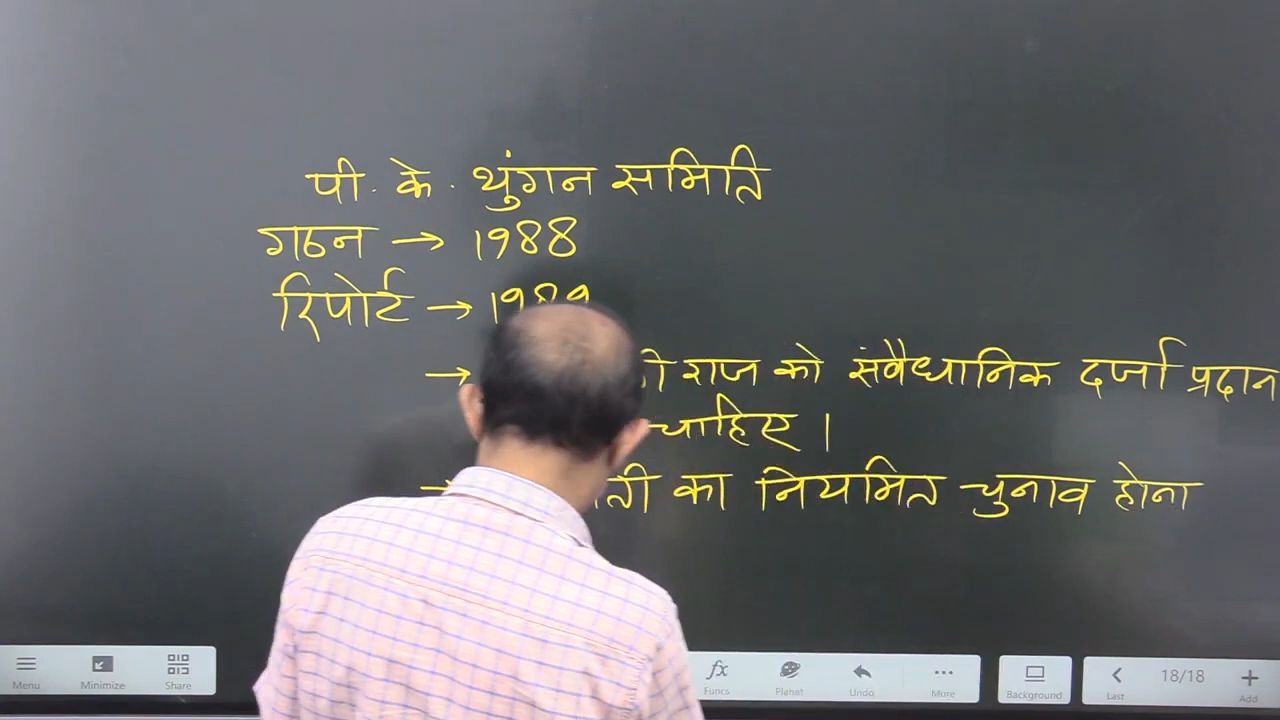 पी. के. थुंगन समिति
गठन → 1988
रिपोर्ट → 1989
→ राज को संवैधानिक दर्जा प्रदान
चाहिए ।
→ का नियमित चुनाव होना
Menu Minimize Share Funcs Planet Undo More Background Last 18/18 Add